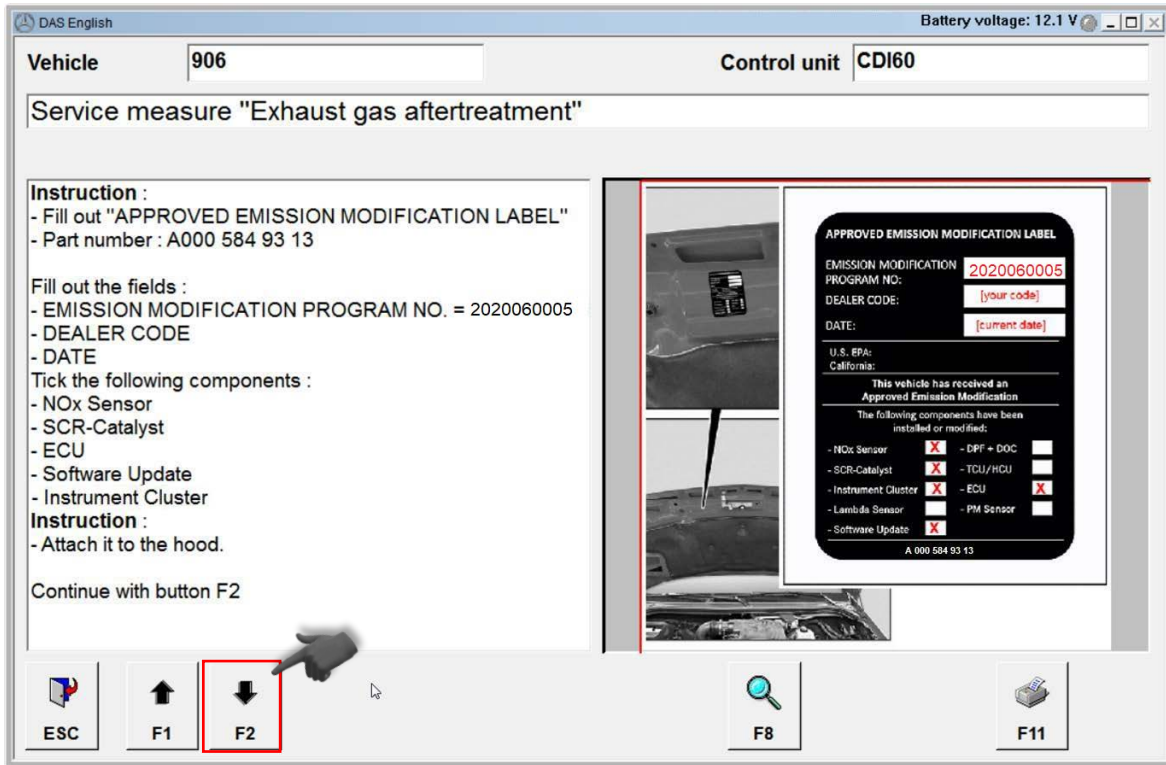 DAS English
Battery voltage: 12.1 V
Vehicle
906
Control unit
CDI60
Service measure "Exhaust gas aftertreatment"
Instruction :
- Fill out "APPROVED EMISSION MODIFICATION LABEL"
- Part number : A000 584 93 13
Fill out the fields :
- EMISSION MODIFICATION PROGRAM NO. = 2020060005
- DEALER CODE
- DATE
Tick the following components :
- NOx Sensor
- SCR-Catalyst
- ECU
- Software Update
- Instrument Cluster
Instruction :
- Attach it to the hood.
Continue with button F2
APPROVED EMISSION MODIFICATION LABEL
EMISSION MODIFICATION
PROGRAM NO:
2020060005
DEALER CODE:
[your code]
DATE:
[current date]
U.S. EPA:
California:
This vehicle has received an
Approved Emission Modification
The following components have been
installed or modified:
- NOx Sensor X - DPF + DOC
- SCR-Catalyst X - TCU/HCU
- Instrument Cluster X - ECU X
- Lambda Sensor - PM Sensor
- Software Update X
A 000 584 93 13
ESC
F1
F2
F8
F11